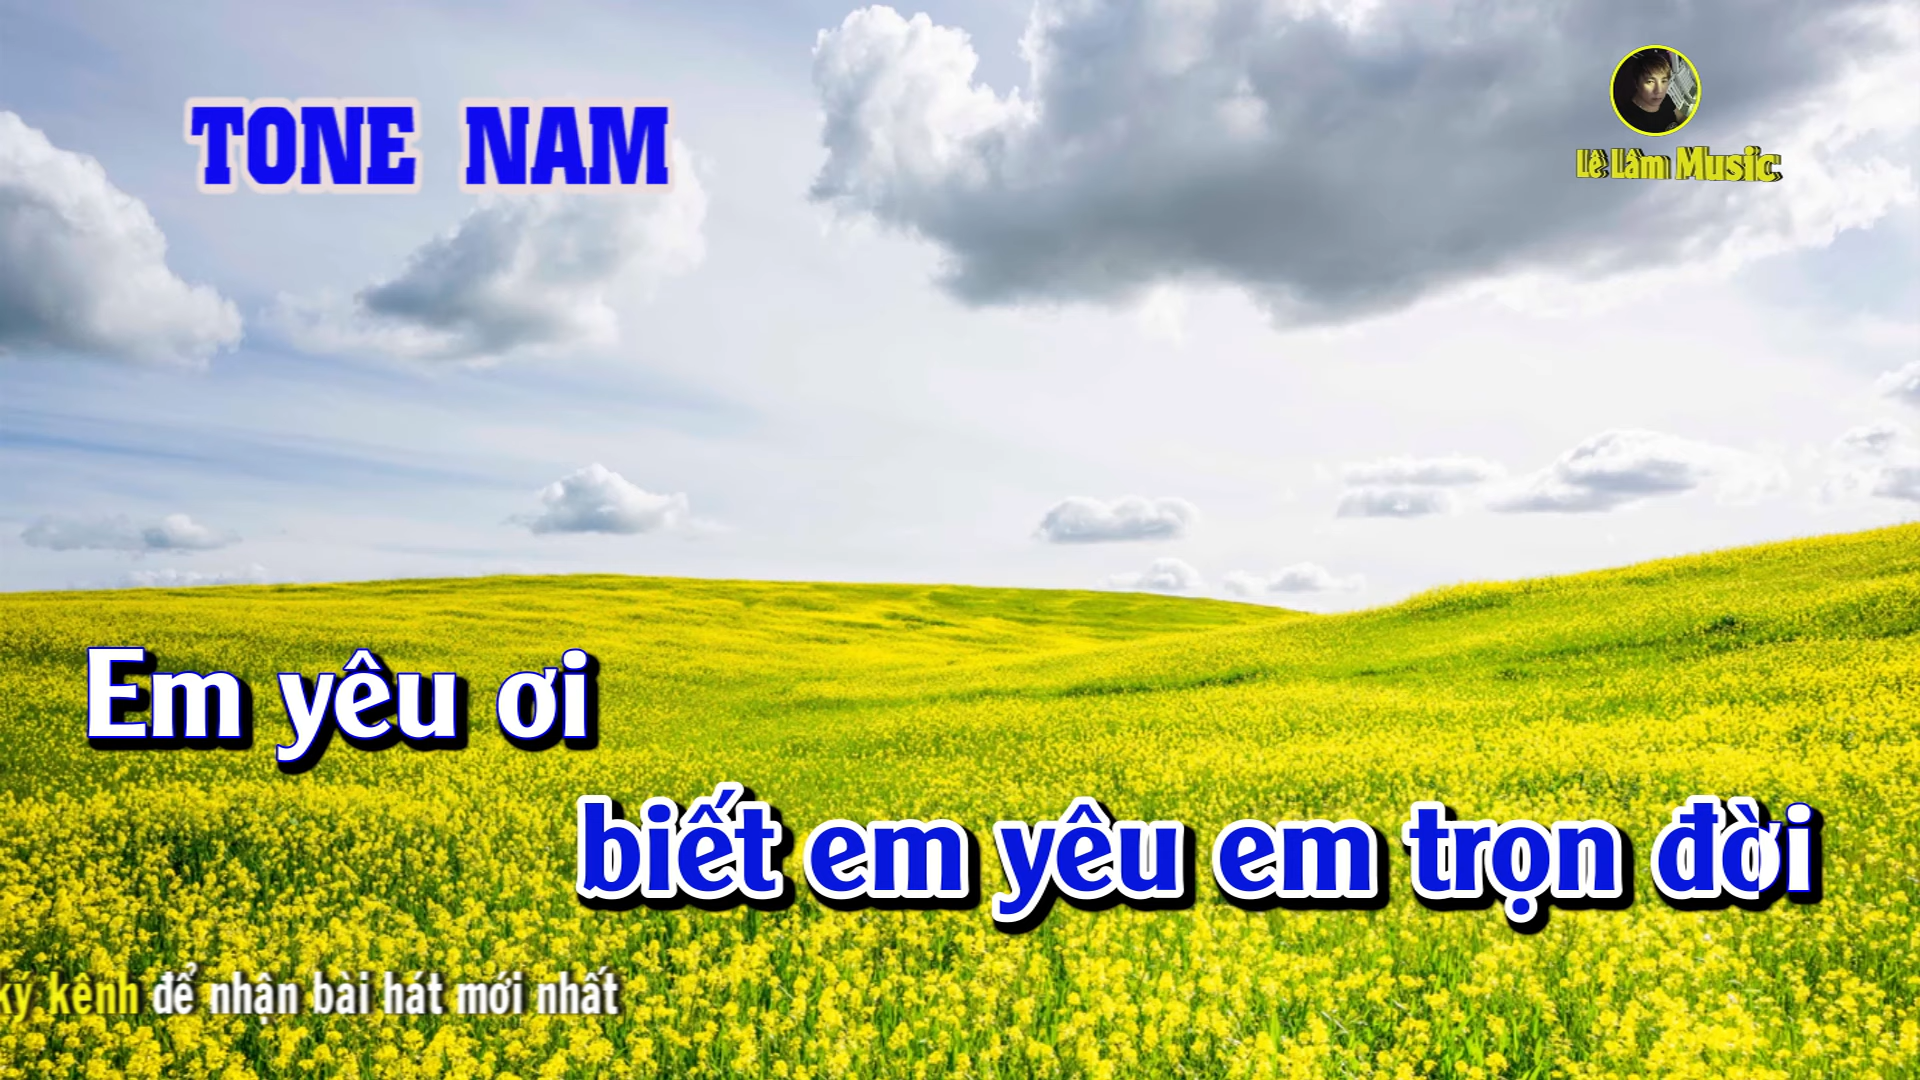 TONE NAM
Lê Lâm Music
Em yêu ơi
biết em yêu em trọn đời
ký kênh để nhận bài hát mới nhất